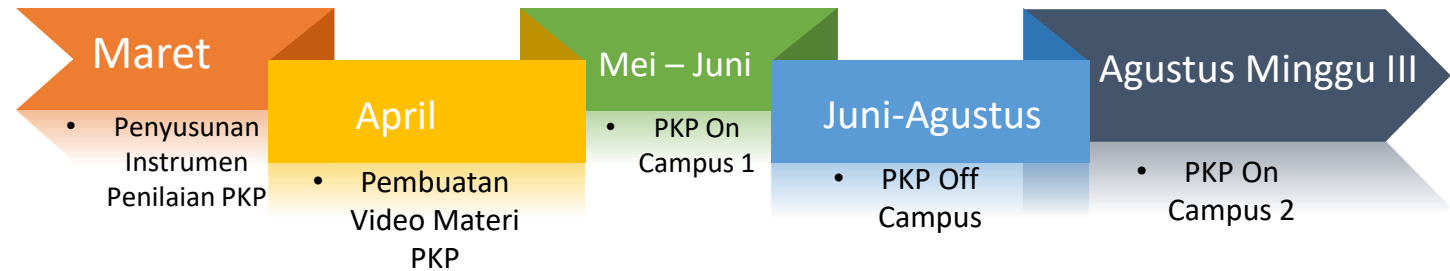 Maret
• Penyusunan
Instrumen
Penilaian PKP
April
• Pembuatan
Video Materi
PKP
Mei – Juni
• PKP On
Campus 1
Juni-Agustus
• PKP Off
Campus
Agustus Minggu III
• PKP On
Campus 2